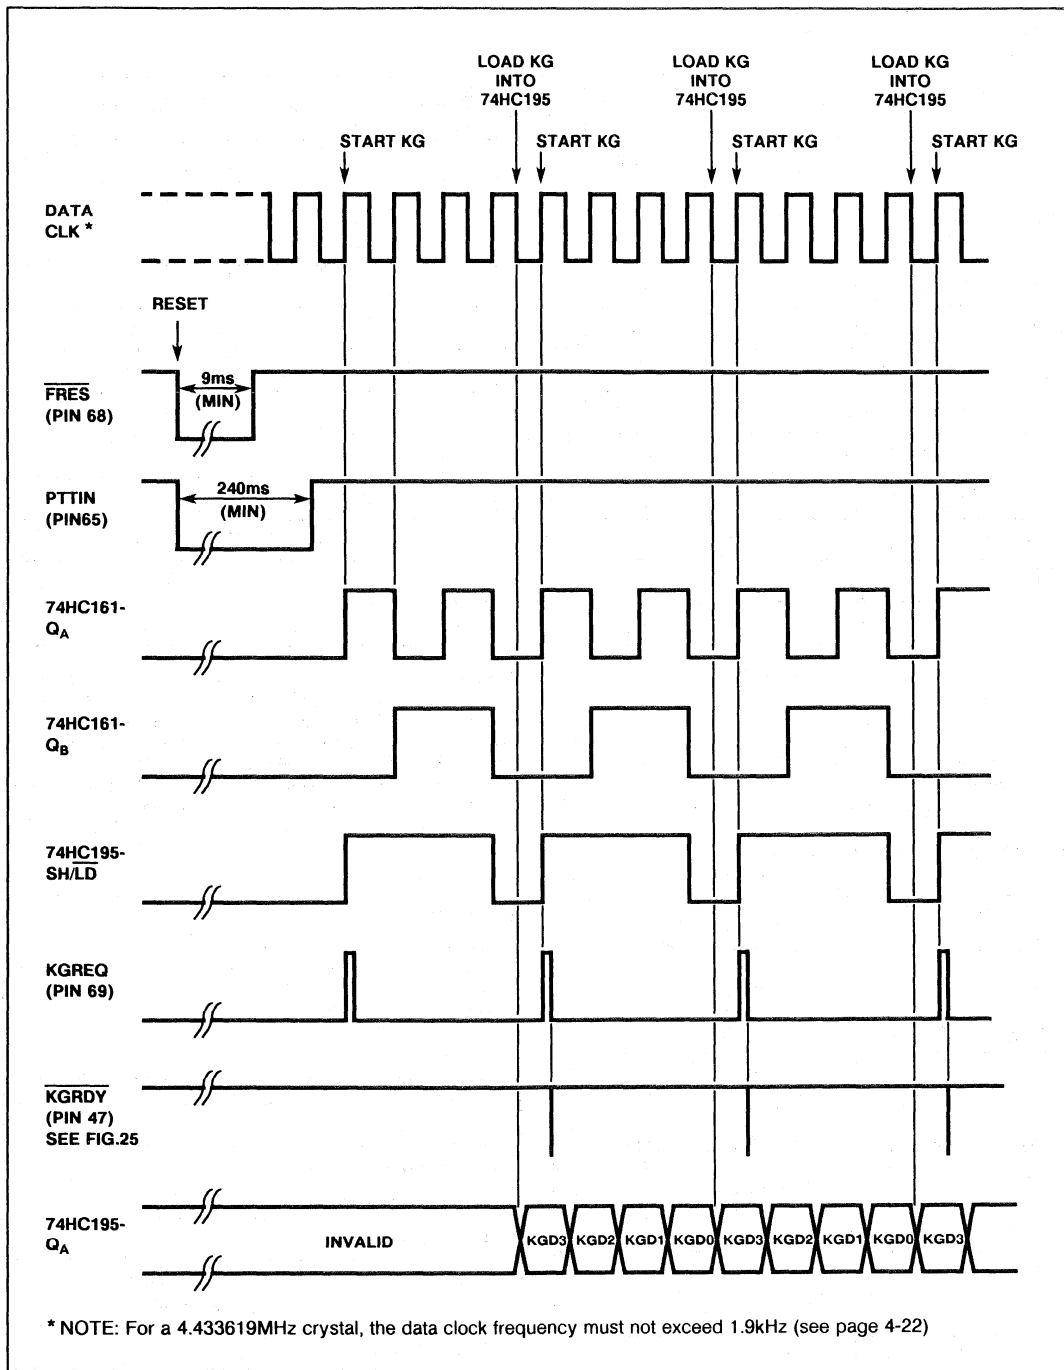 LOAD KG
INTO
74HC195
LOAD KG
INTO
74HC195
LOAD KG
INTO
74HC195
START KG
START KG
START KG
START KG
DATA
CLK *
RESET
FRES
(PIN 68)
9ms
(MIN)
PTTIN
(PIN65)
240ms
(MIN)
74HC161-
QA
74HC161-
QB
74HC195-
SH/LD
KGREQ
(PIN 69)
KGRDY
(PIN 47)
SEE FIG.25
74HC195-
QA
INVALID
KGD3 KGD2 KGD1 KGD0 KGD3 KGD2 KGD1 KGD0 KGD3
* NOTE: For a 4.433619MHz crystal, the data clock frequency must not exceed 1.9kHz (see page 4-22)